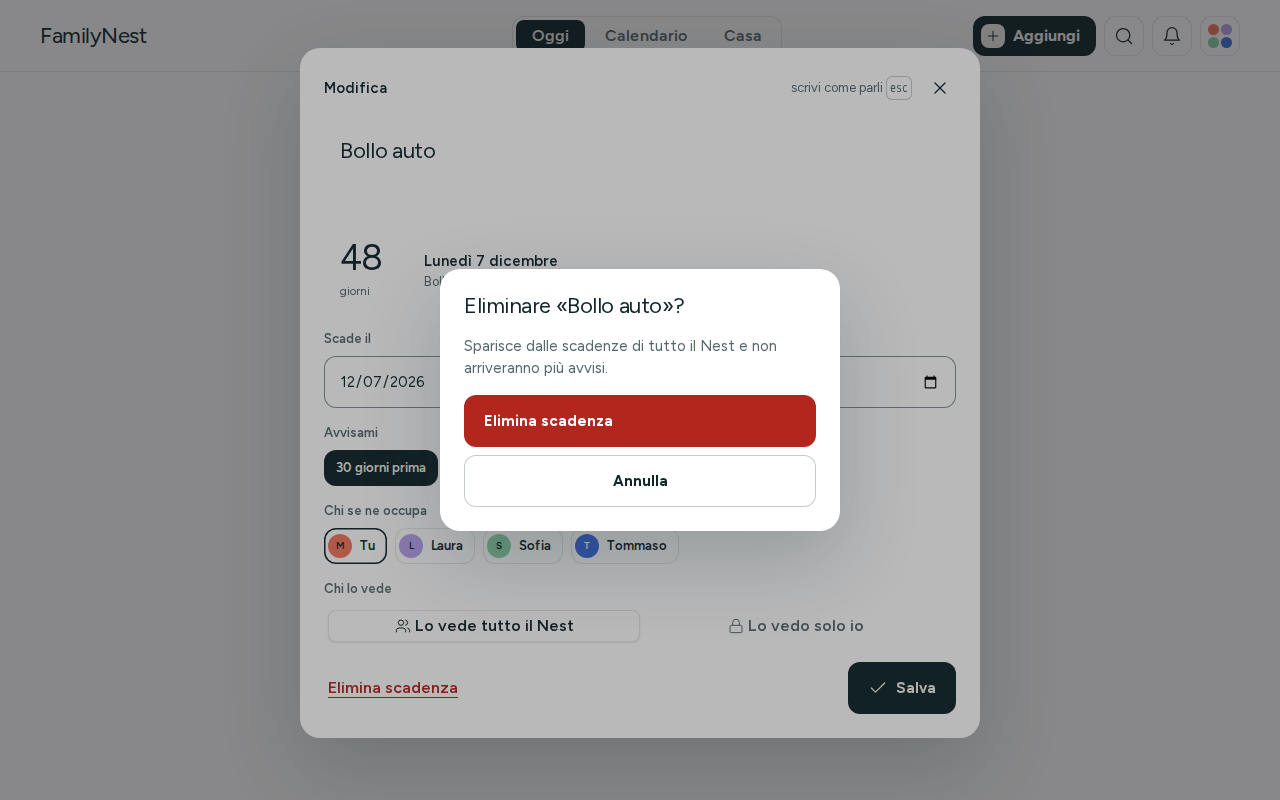 FamilyNest
Oggi Calendario Casa
Aggiungi
Modifica
scrivi come parli esc
Bollo auto
48
giorni
Lunedì 7 dicembre
Eliminare «Bollo auto»?
Sparisce dalle scadenze di tutto il Nest e non
arriveranno più avvisi.
Elimina scadenza
Annulla
Scade il
12/07/2026
Avvisami
30 giorni prima
Chi se ne occupa
M Tu L Laura S Sofia T Tommaso
Chi lo vede
Lo vede tutto il Nest Lo vedo solo io
Elimina scadenza
Salva